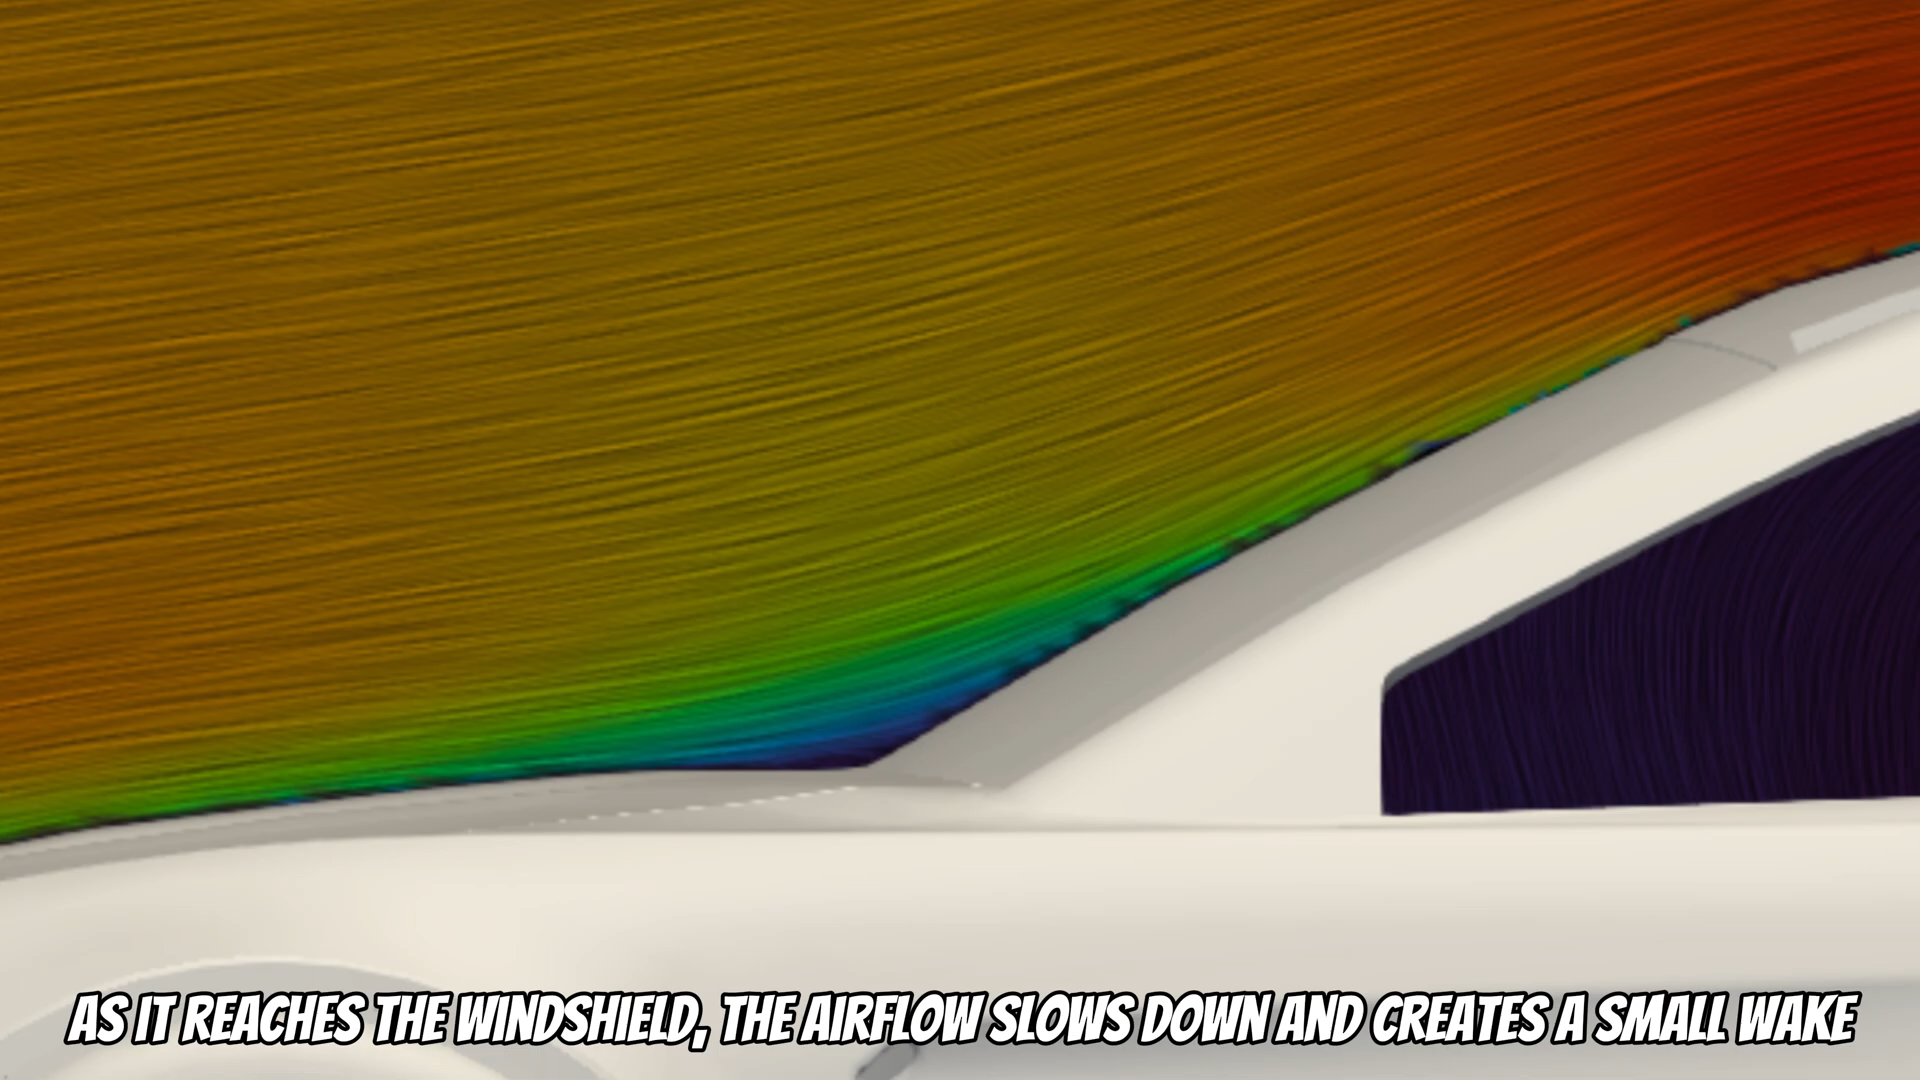 AS IT REACHES THE WINDSHIELD, THE AIRFLOW SLOWS DOWN AND CREATES A SMALL WAKE